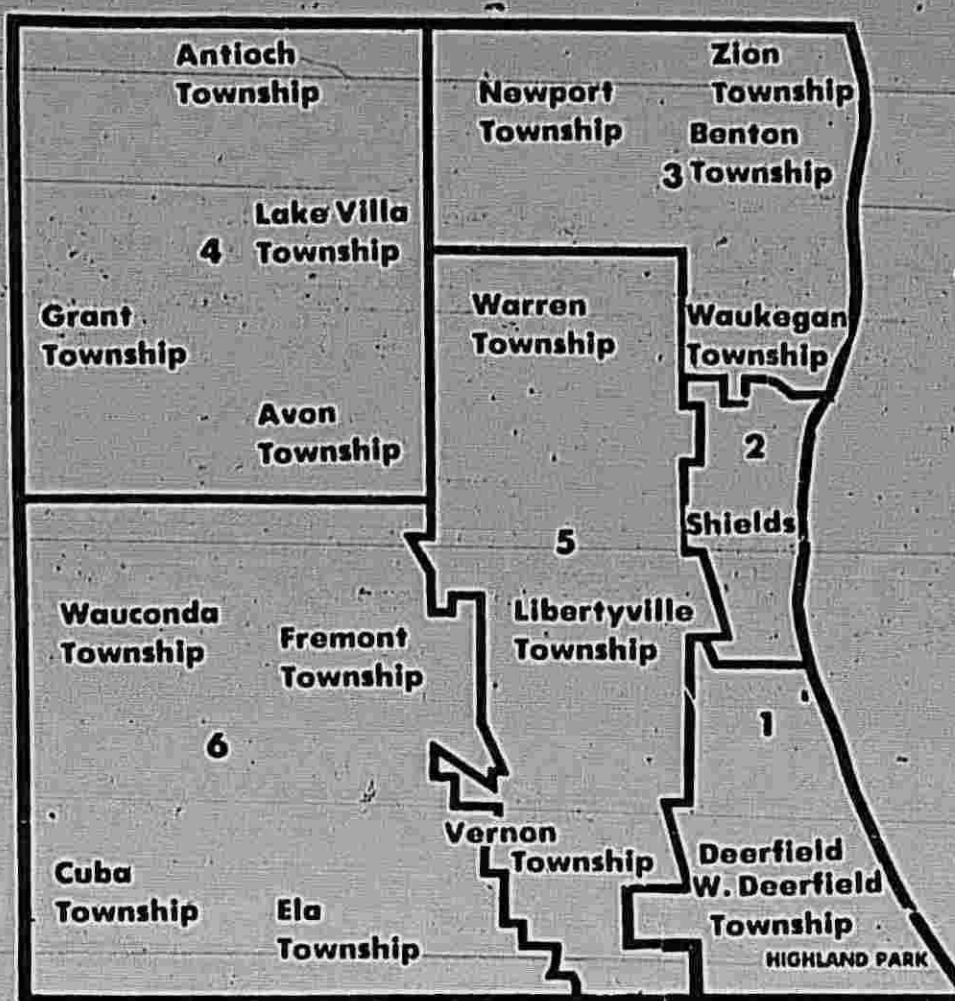 Antioch
Township
Newport
Township
Zion
Township
Benton
3 Township
Lake Villa
4 Township
Grant
Township
Avon
Township
Warren
Township
Waukegan
Township
2
Shields
5
Wauconda
Township
Fremont
Township
Libertyville
Township
6
1
Vernon
Township
Deerfield
W. Deerfield
Township
HIGHLAND PARK
Cuba
Township
Ela
Township